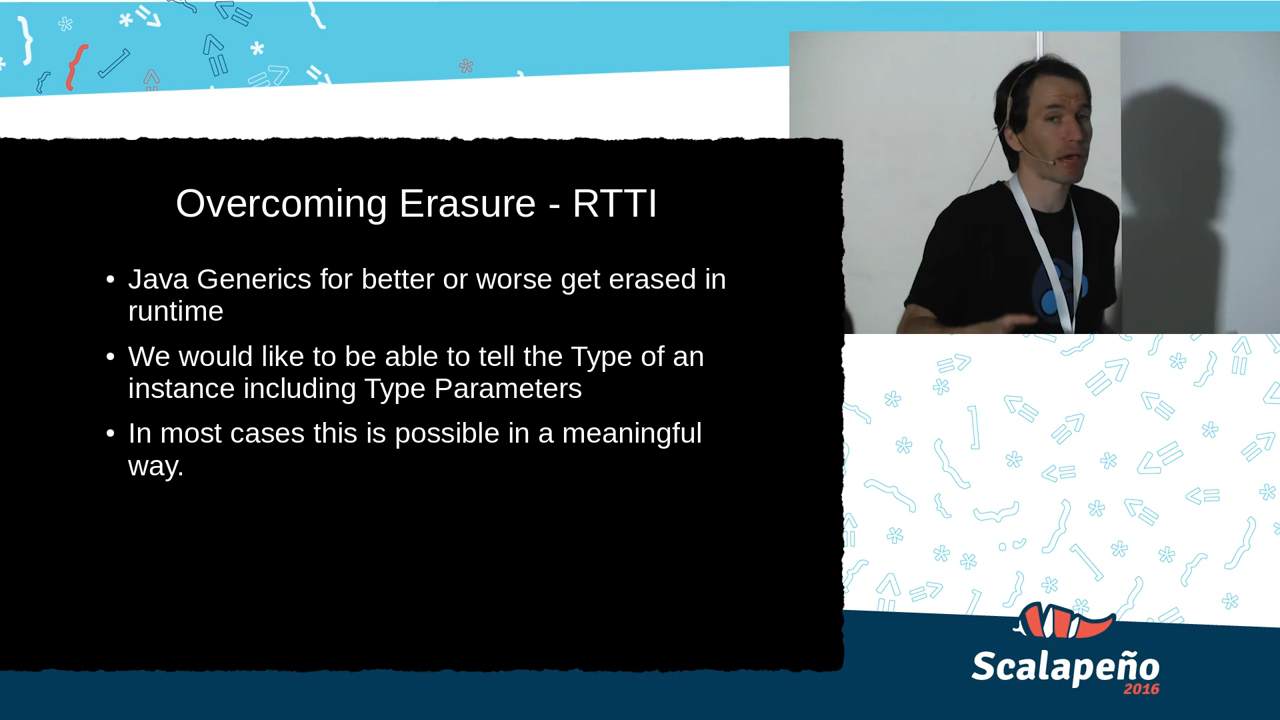 Overcoming Erasure - RTTI
• Java Generics for better or worse get erased in
runtime
• We would like to be able to tell the Type of an
instance including Type Parameters
• In most cases this is possible in a meaningful
way.
Scalapeño
2016